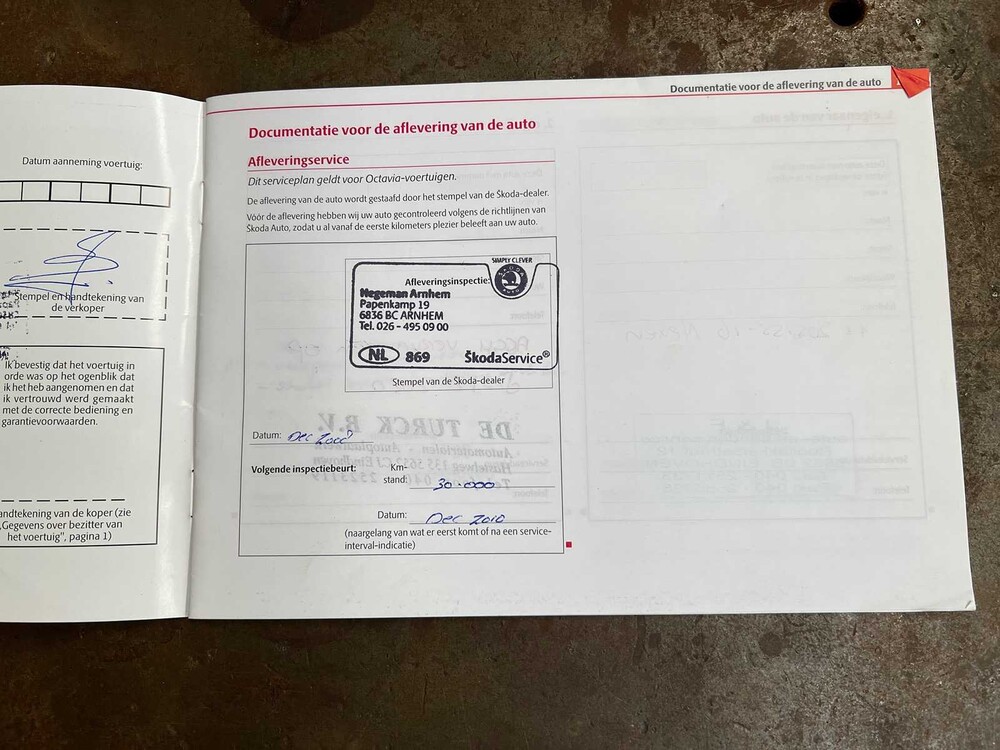 Datum aanneming voertuig:
Stempel en handtekening van
de verkoper
Ik bevestig dat het voertuig in
orde was op het ogenblik dat
ik het heb aangenomen en dat
ik vertrouwd werd gemaakt
met de correcte bediening en
garantievoorwaarden.
andtekening van de koper (zie
„Gegevens over bezitter van
het voertuig", pagina 1)
Documentatie voor de aflevering van de auto
Documentatie voor de aflevering van de auto
Afleveringservice
Dit serviceplan geldt voor Octavia-voertuigen.
De aflevering van de auto wordt gestaafd door het stempel van de Škoda-dealer.
Vóór de aflevering hebben wij uw auto gecontroleerd volgens de richtlijnen van
Škoda Auto, zodat u al vanaf de eerste kilometers plezier beleeft aan uw auto.
SIMPLY CLEVER
Afleveringsinspectie:
Hegeman Arnhem
Papenkamp 19
6836 BC ARNHEM
Tel. 026 - 495 09 00
NL 869 ŠkodaService®
Stempel van de Škoda-dealer
DE TURCK B.V.
Automaterialen - Autoplaatwerk
Datum: Dec 2008
Volgende inspectiebeurt: Km-
stand: 30.000
Datum: Dec 2010
(naargelang van wat er eerst komt of na een service-
interval-indicatie)